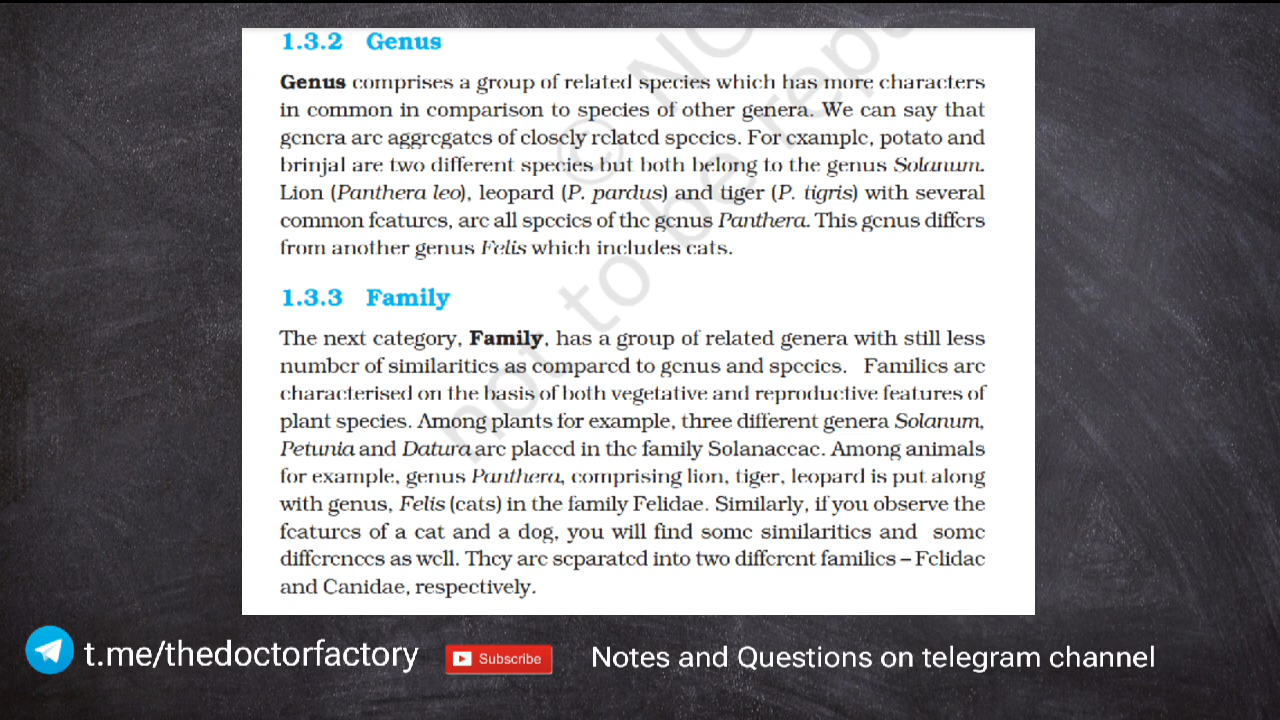 1.3.2 Genus
Genus comprises a group of related species which has more characters
in common in comparison to species of other genera. We can say that
genera are aggregates of closely related species. For example, potato and
brinjal are two different species but both belong to the genus Solanum.
Lion (Panthera leo), leopard (P. pardus) and tiger (P. tigris) with several
common features, are all species of the genus Panthera. This genus differs
from another genus Felis which includes cats.
1.3.3 Family
The next category, Family, has a group of related genera with still less
number of similarities as compared to genus and species. Families are
characterised on the basis of both vegetative and reproductive features of
plant species. Among plants for example, three different genera Solanum,
Petunia and Datura are placed in the family Solanaceae. Among animals
for example, genus Panthera, comprising lion, tiger, leopard is put along
with genus, Felis (cats) in the family Felidae. Similarly, if you observe the
features of a cat and a dog, you will find some similarities and some
differences as well. They are separated into two different families – Felidae
and Canidae, respectively.
© NC
not to be rep
t.me/thedoctorfactory
Subscribe
Notes and Questions on telegram channel